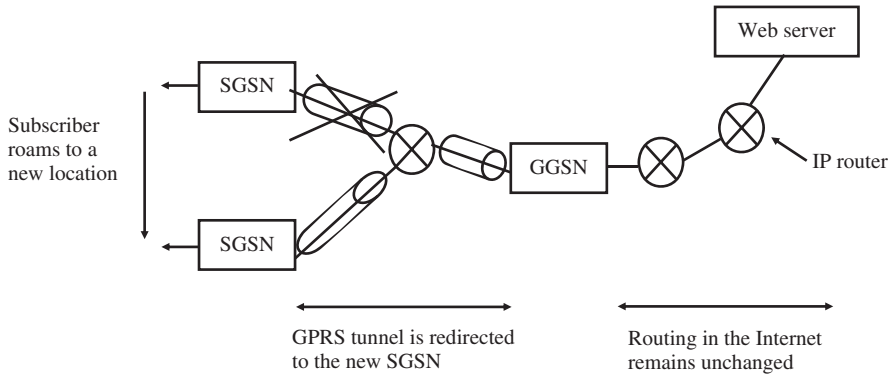 Web server
SGSN
Subscriber
roams to a
new location
GGSN
IP router
SGSN
GPRS tunnel is redirected
to the new SGSN
Routing in the Internet
remains unchanged